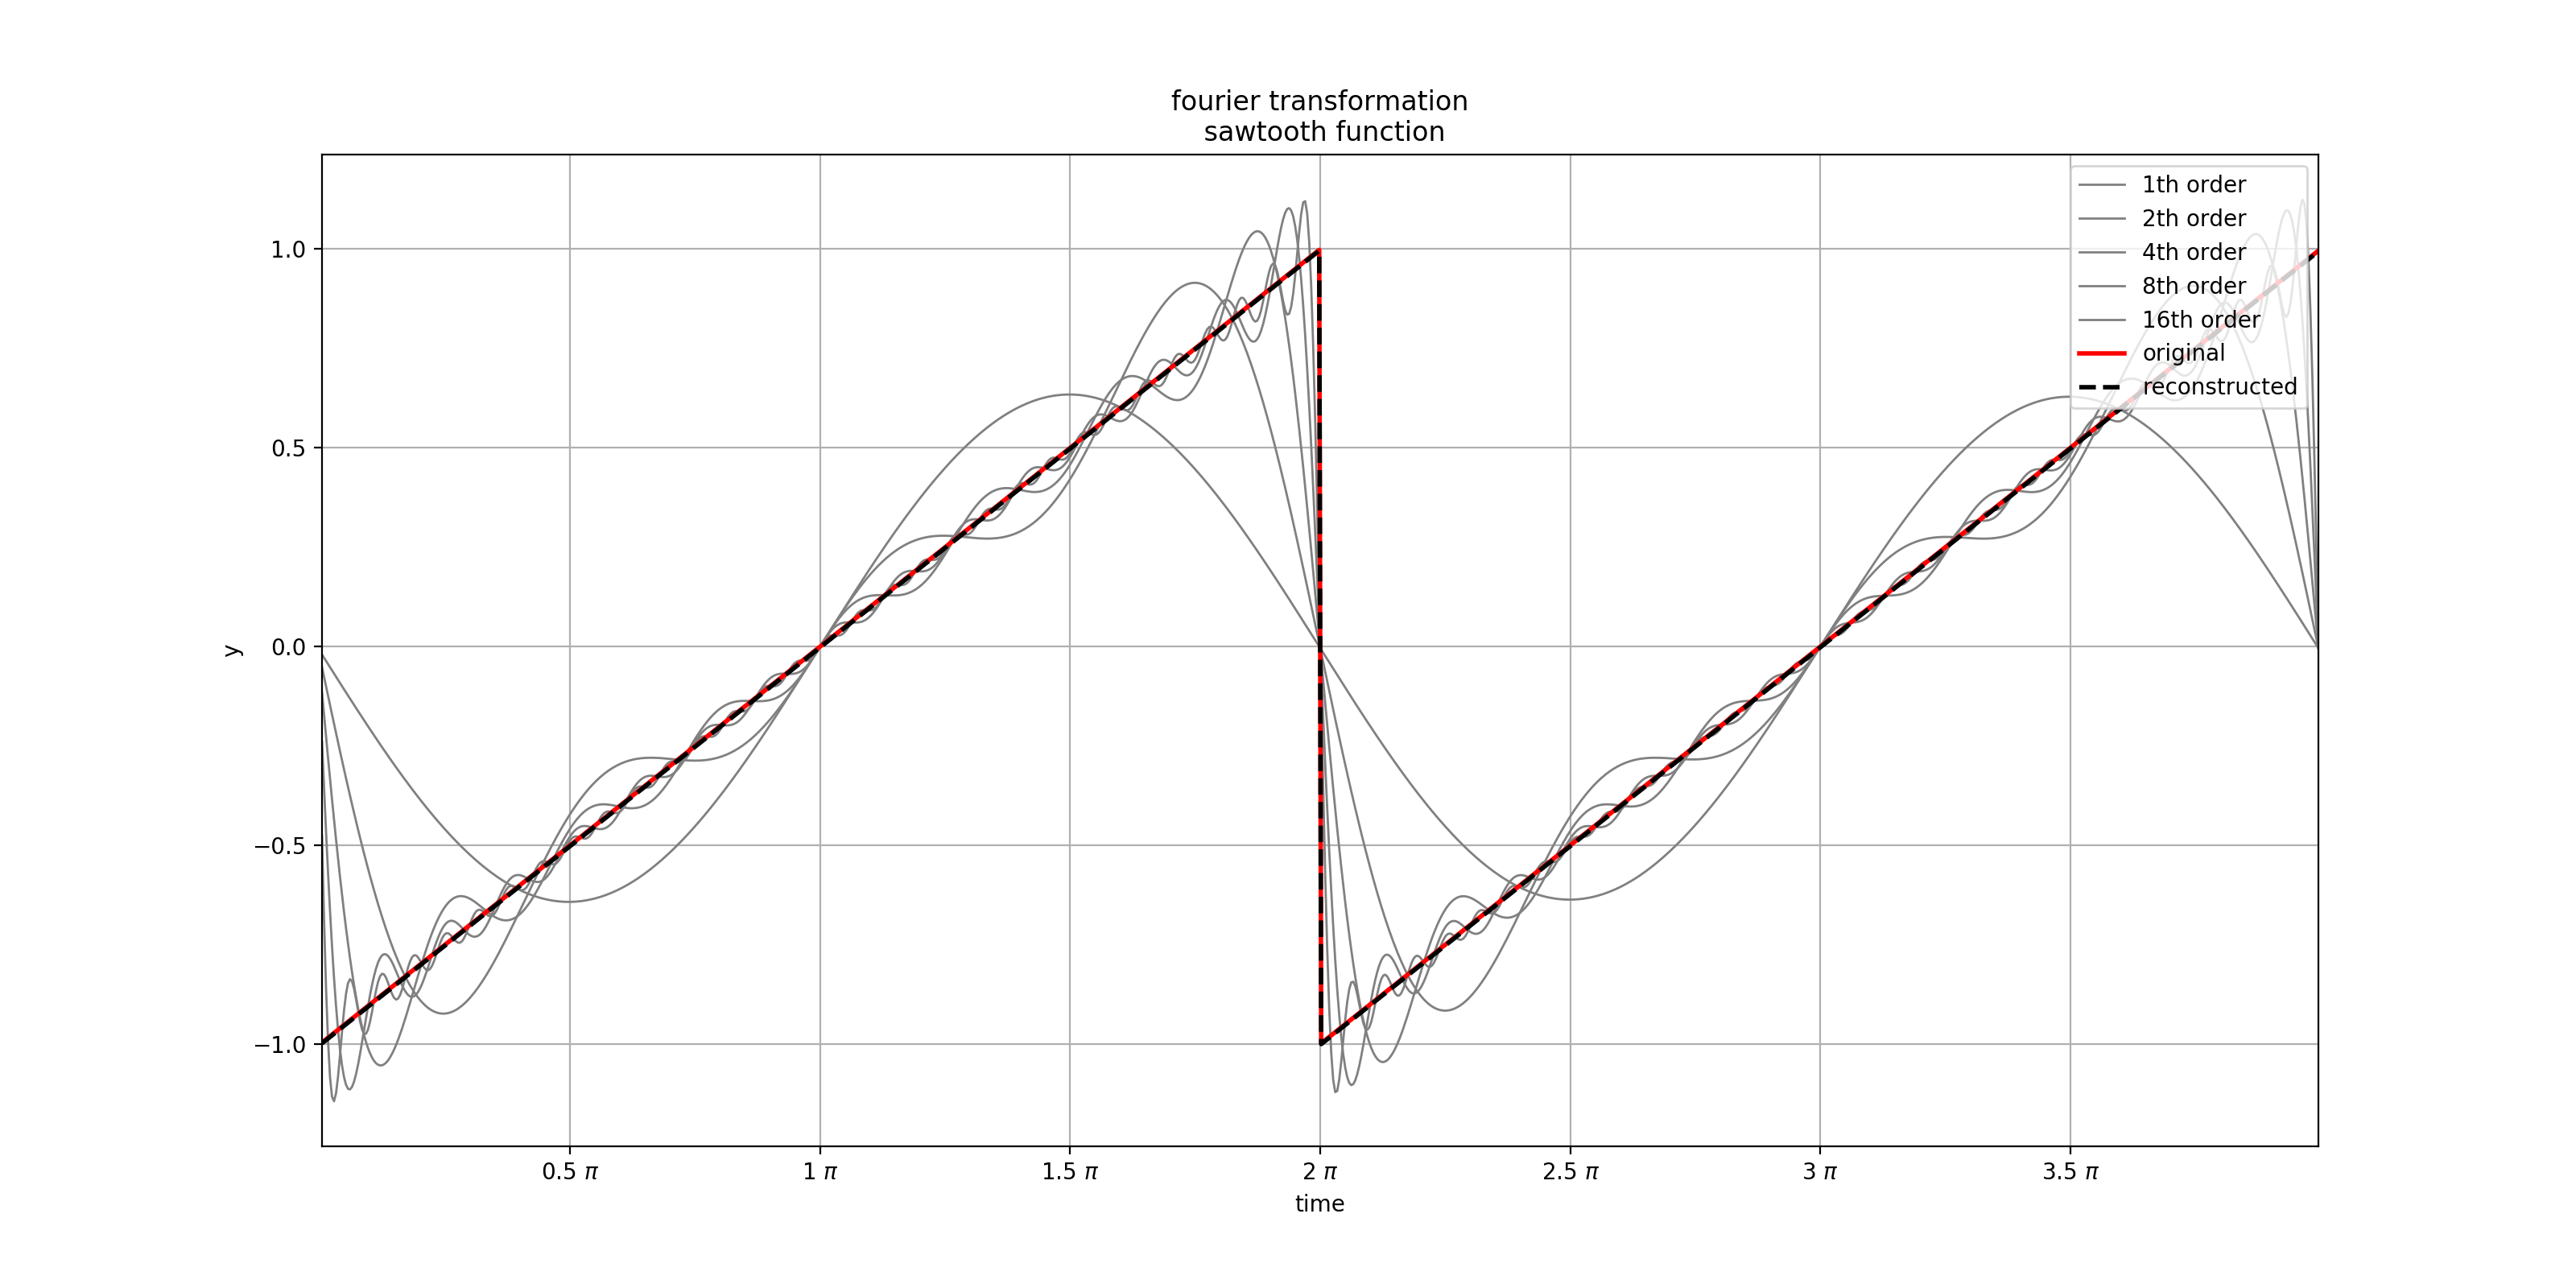 fourier transformation
sawtooth function
1th order
2th order
4th order
8th order
16th order
original
reconstructed
y
1.0
0.5
0.0
−0.5
−1.0
0.5 π
1 π
1.5 π
2 π
2.5 π
3 π
3.5 π
time